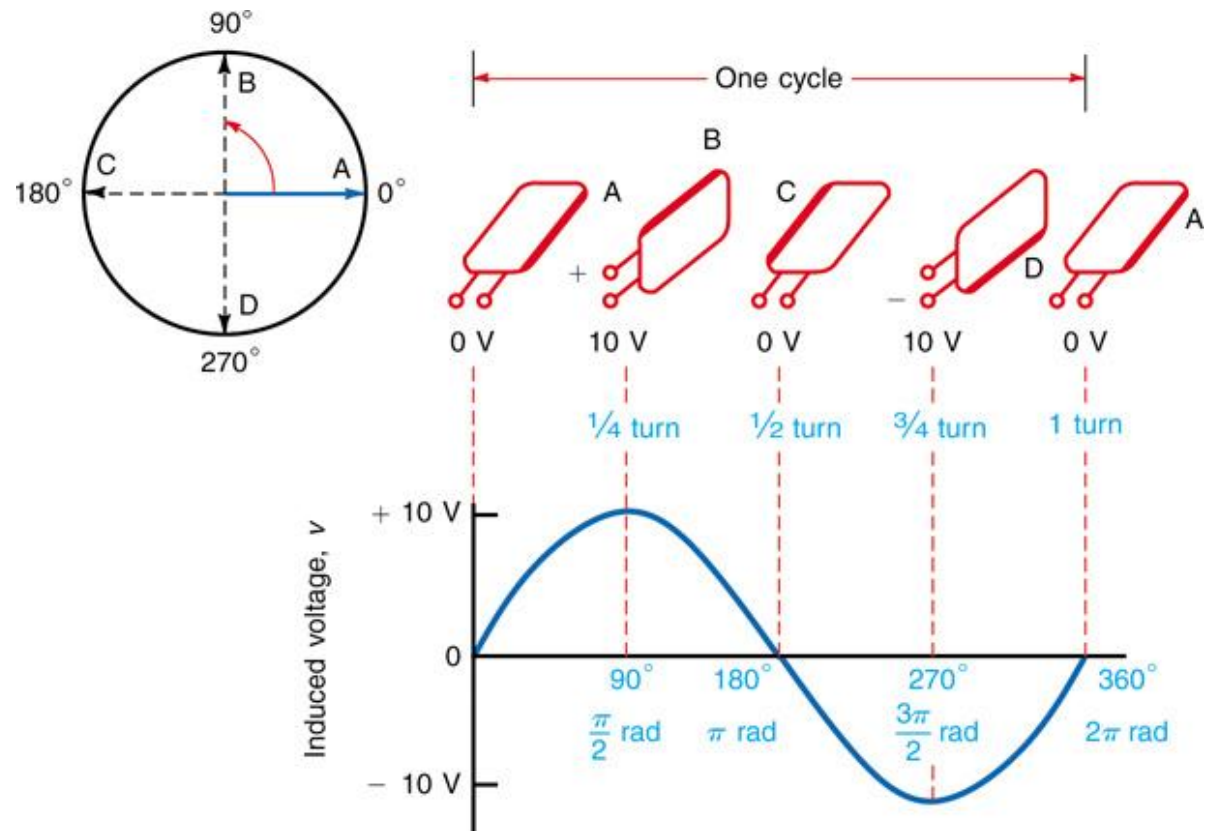 90°
B
C
A
180°
0°
D
270°
One cycle
A
B
C
D
A
+
−
0 V
10 V
0 V
10 V
0 V
¼ turn
½ turn
¾ turn
1 turn
Induced voltage, v
+ 10 V
0
− 10 V
90°
180°
270°
360°
π/2 rad
π rad
3π/2 rad
2π rad